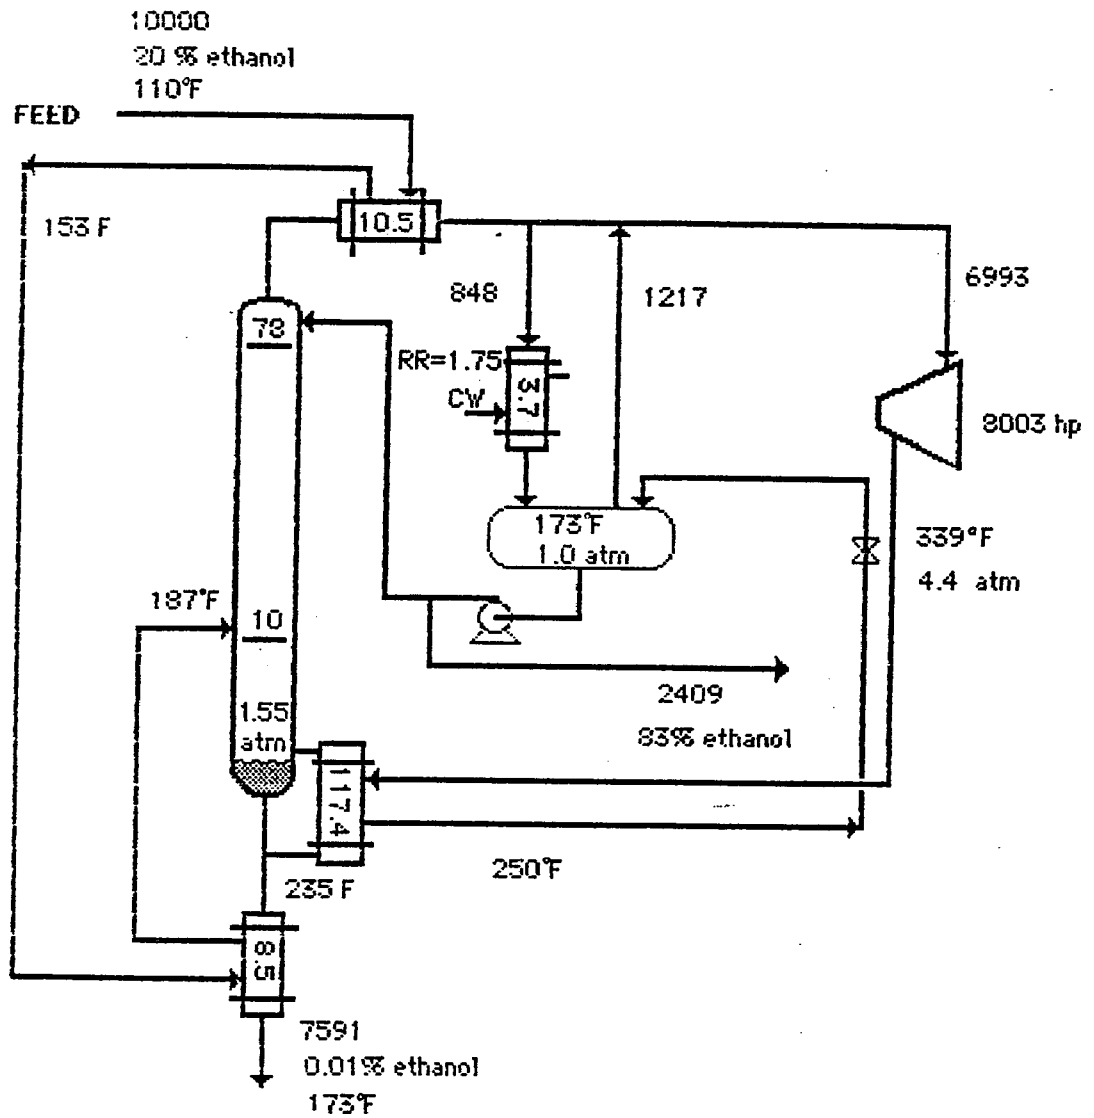 10000
20 % ethanol
110°F
FEED
153 F
10.5
848
1217
6993
78
RR=1.75
CW
3.7
8003 hp
173°F
1.0 atm
339°F
4.4 atm
187°F
10
2409
83% ethanol
1.55
atm
117.4
250°F
235 F
8.5
7591
0.01% ethanol
173°F